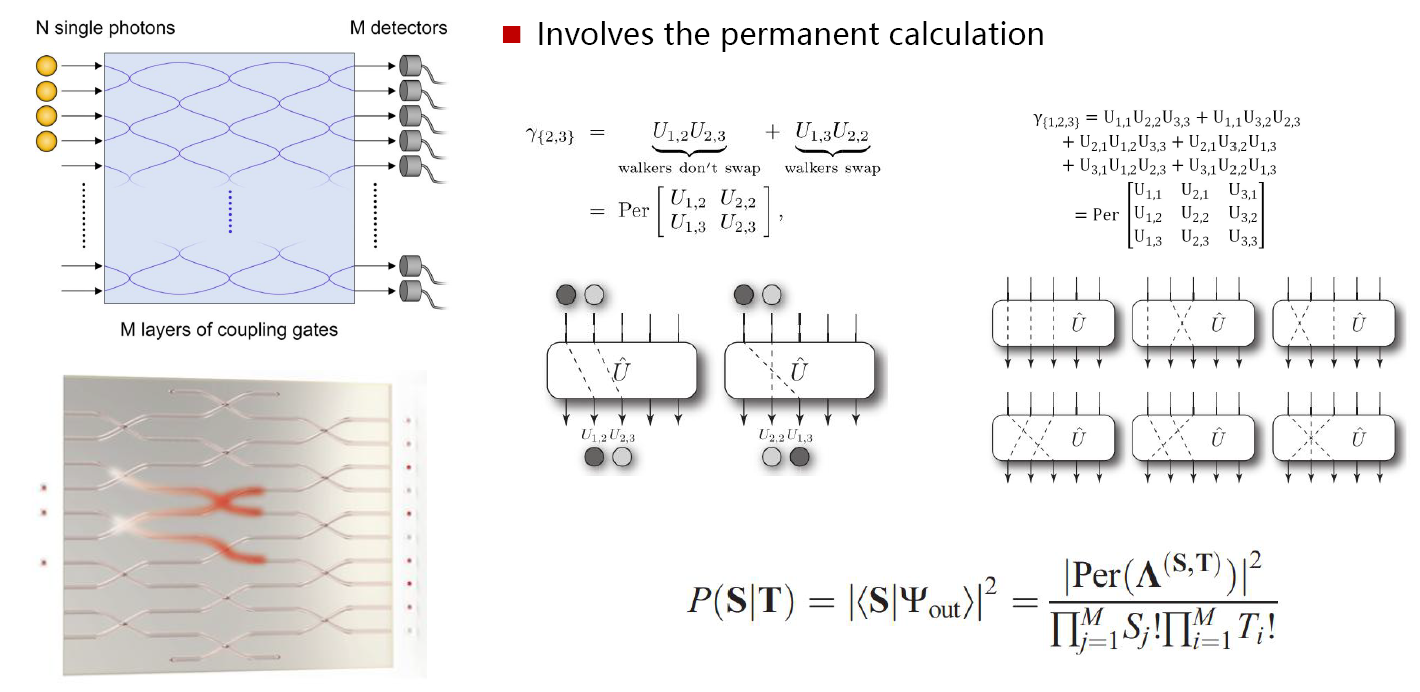 N single photons
M detectors
M layers of coupling gates
■ Involves the permanent calculation
γ{2,3} = U1,2U2,3 + U1,3U2,2
walkers don't swap walkers swap
= Per [ U1,2 U2,2
U1,3 U2,3 ] ,
Û
U1,2 U2,3
Û
U2,2 U1,3
γ{1,2,3} = U1,1U2,2U3,3 + U1,1U3,2U2,3
+ U2,1U1,2U3,3 + U2,1U3,2U1,3
+ U3,1U1,2U2,3 + U3,1U2,2U1,3
= Per [ U1,1 U2,1 U3,1
U1,2 U2,2 U3,2
U1,3 U2,3 U3,3 ]
Û Û Û
Û Û Û
P(S|T) = |⟨S|Ψout⟩|² = |Per(Λ(S,T))|² / ∏j=1^M Sj! ∏i=1^M Ti!